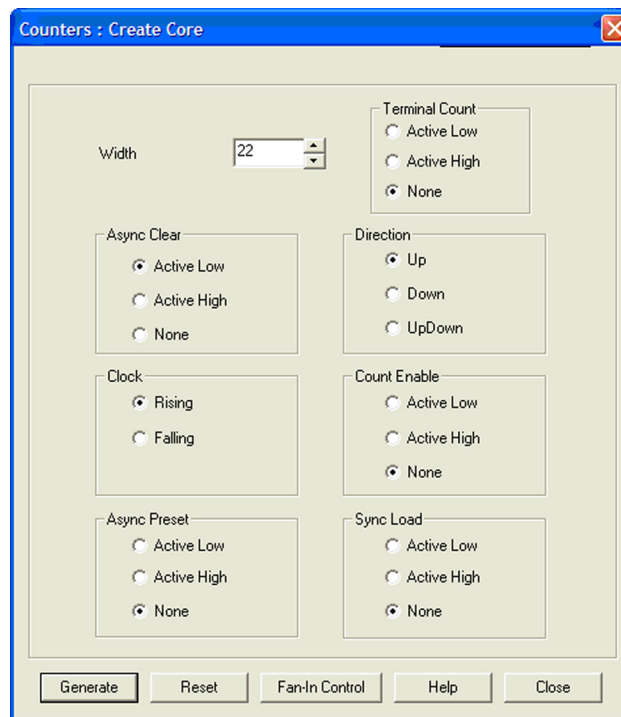 Counters : Create Core
Terminal Count
Active Low
Width
22
Active High
None
Async Clear
Active Low
Active High
None
Direction
Up
Down
UpDown
Clock
Rising
Falling
Count Enable
Active Low
Active High
None
Async Preset
Active Low
Active High
None
Sync Load
Active Low
Active High
None
Generate
Reset
Fan-In Control
Help
Close